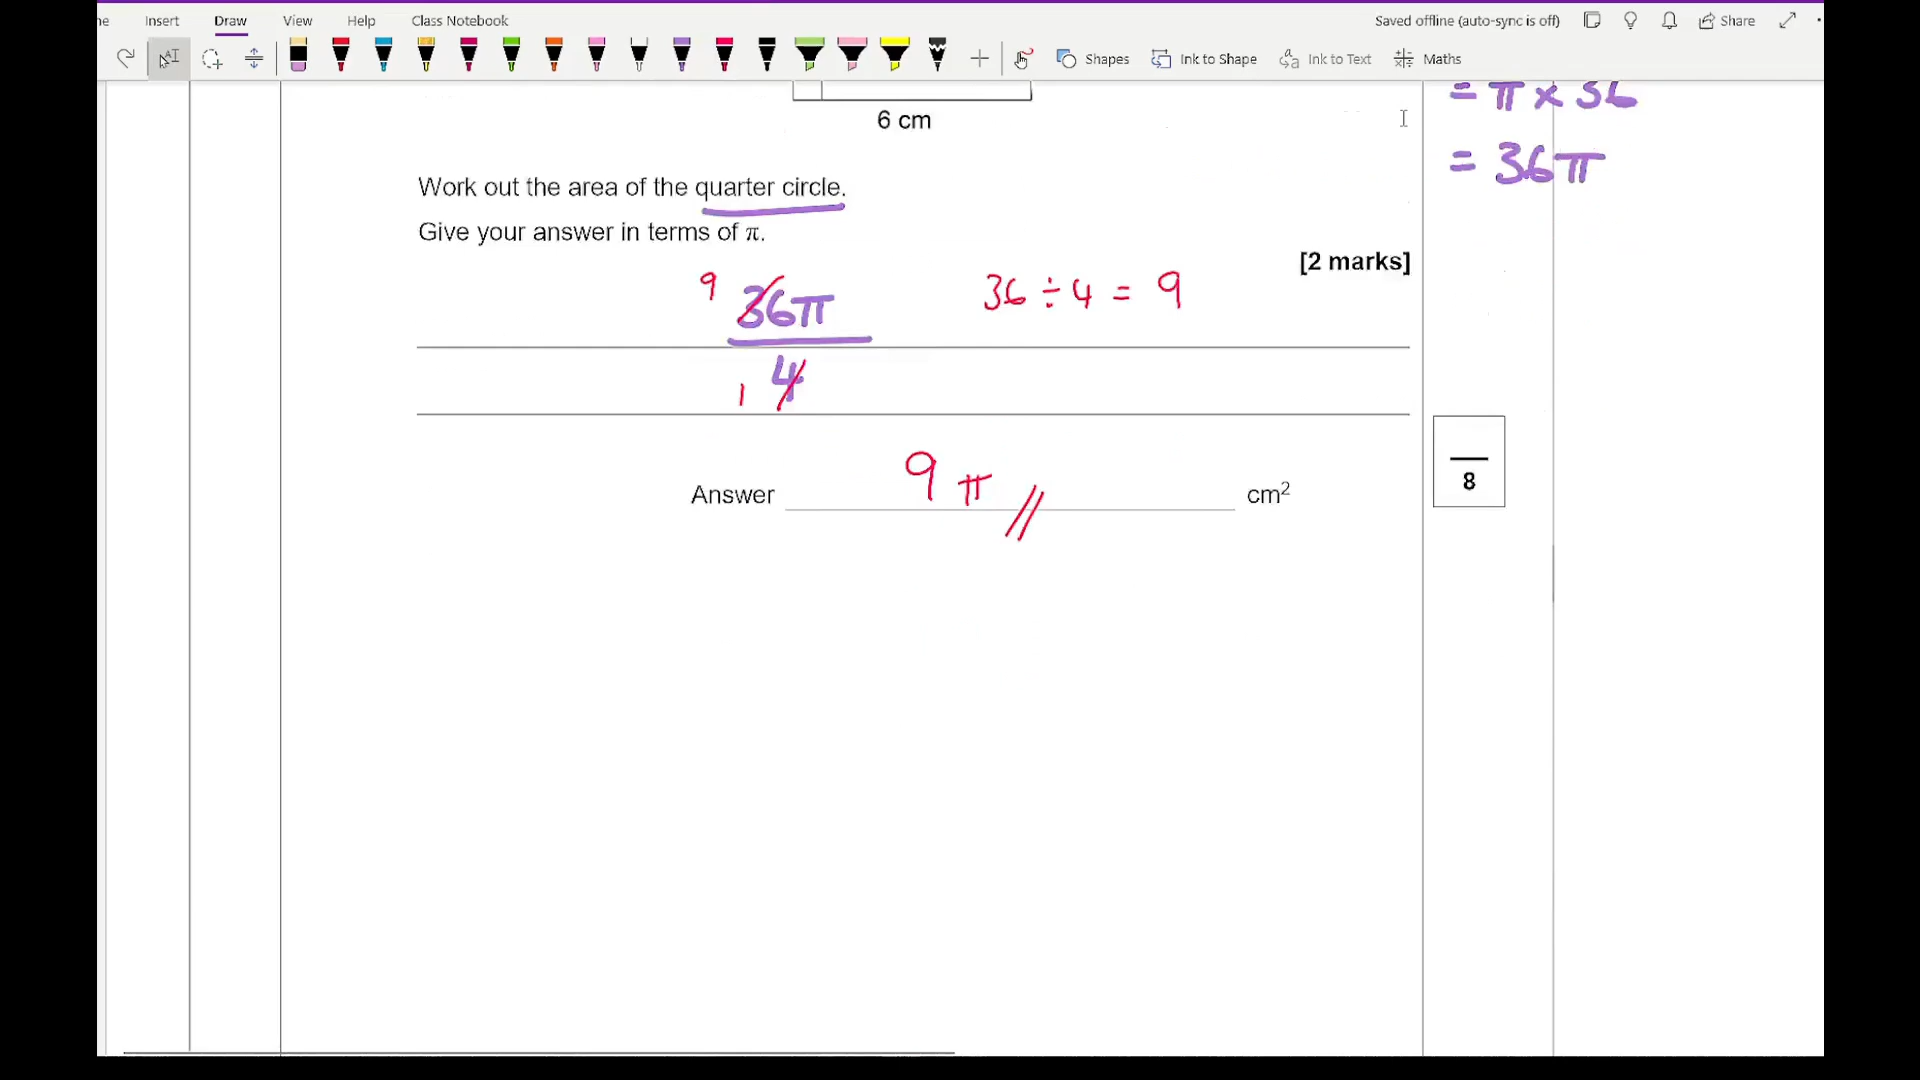 Insert Draw View Help Class Notebook Saved offline (auto-sync is off) Share
Shapes Ink to Shape Ink to Text Maths
= π × 36
6 cm
= 36π
Work out the area of the quarter circle.
Give your answer in terms of π.
[2 marks]
9 36π 36 ÷ 4 = 9
1 4
Answer 9π cm²
8